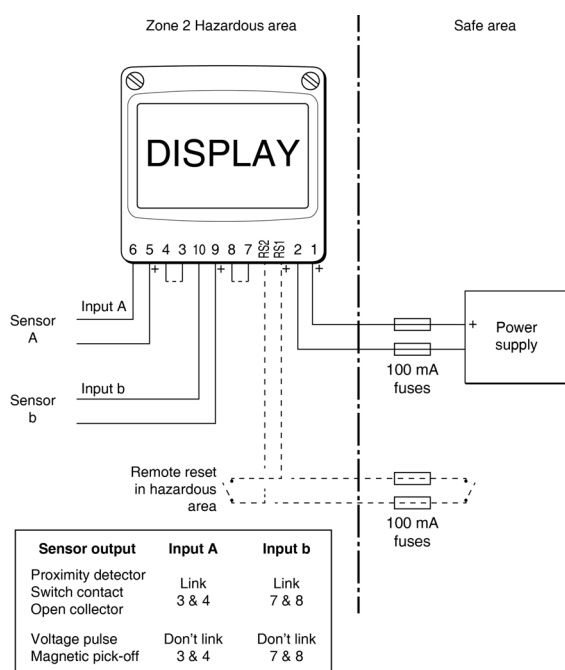 Zone 2 Hazardous area
Safe area
DISPLAY
6 5 4 3 10 9 8 7 RS2 RS1 2 1
+ + + +
Input A
Sensor
A
Input b
Sensor
b
+
Power
supply
100 mA
fuses
Remote reset
in hazardous
area
100 mA
fuses
Sensor output Input A Input b
Proximity detector
Switch contact
Open collector
Link
3 & 4
Link
7 & 8
Voltage pulse
Magnetic pick-off
Don't link
3 & 4
Don't link
7 & 8